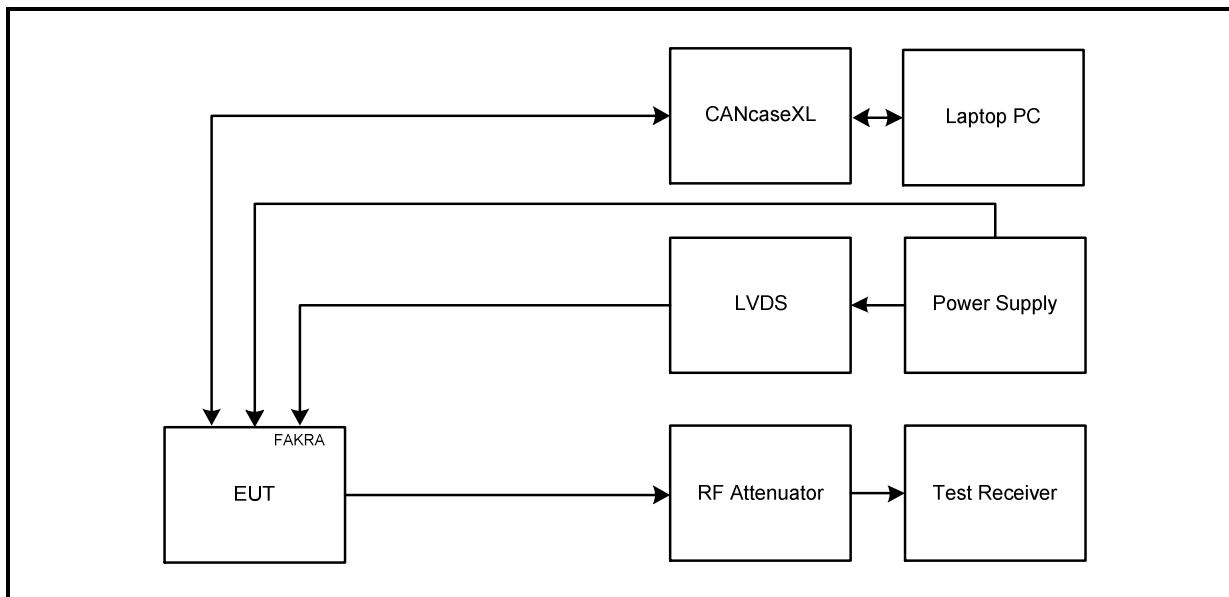 CANcaseXL
Laptop PC
LVDS
Power Supply
FAKRA
EUT
RF Attenuator
Test Receiver